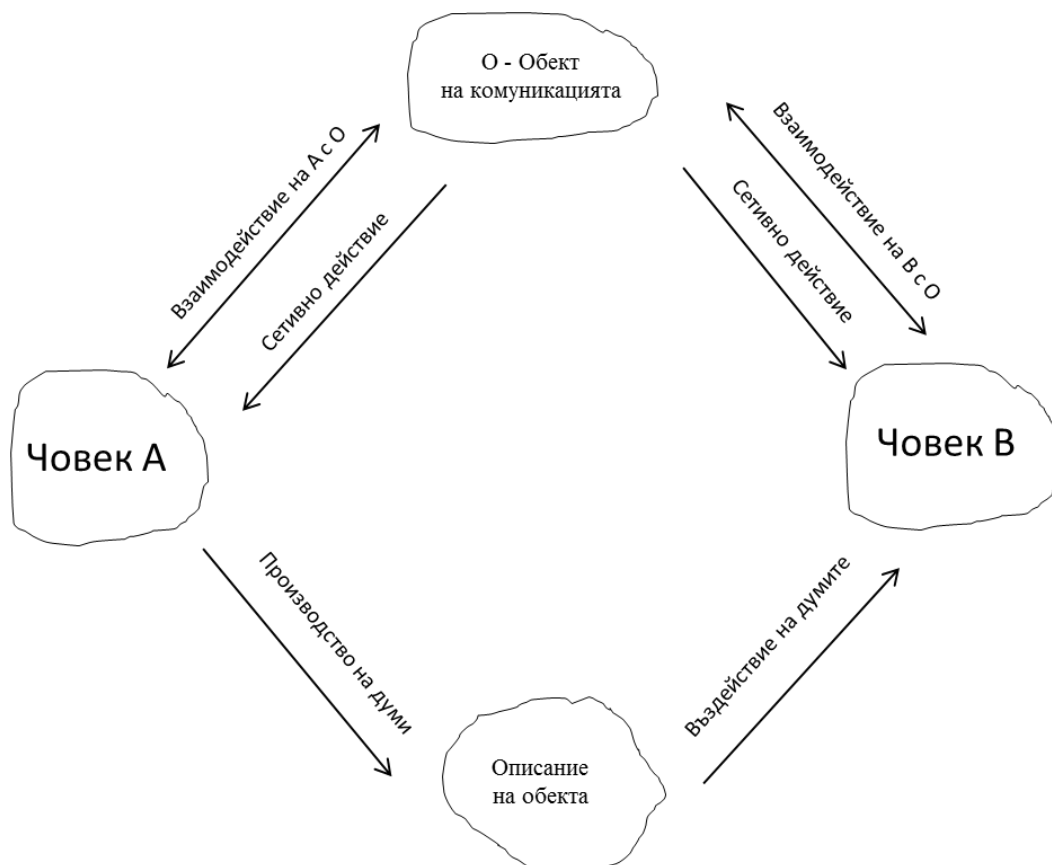 О - Обект
на комуникацията
Взаимодействие на А с О
Сетивно действие
Сетивно действие
Взаимодействие на В с О
Човек А
Човек В
Производство на думи
Въздействие на думите
Описание
на обекта